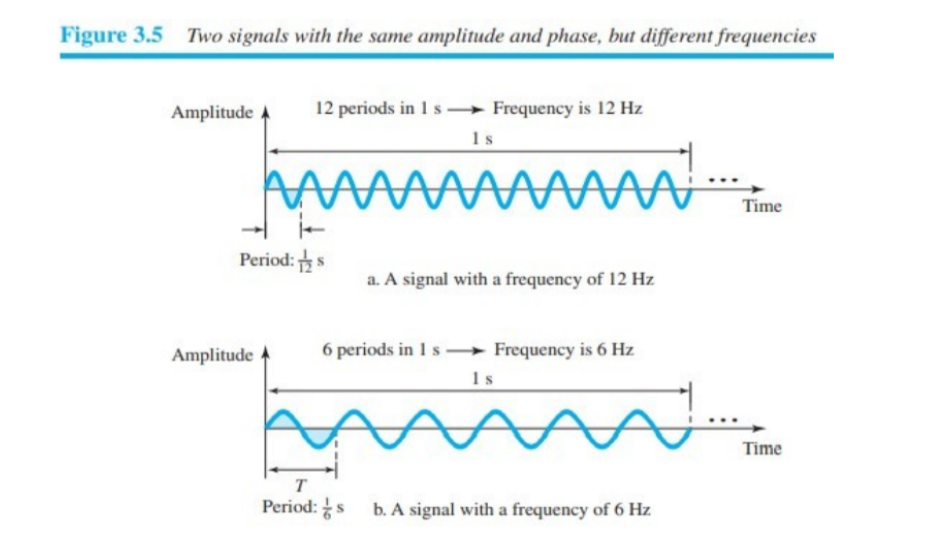 Figure 3.5 Two signals with the same amplitude and phase, but different frequencies
Amplitude
12 periods in 1 s → Frequency is 12 Hz
1 s
...
Time
Period: 1/12 s
a. A signal with a frequency of 12 Hz
Amplitude
6 periods in 1 s → Frequency is 6 Hz
1 s
...
Time
T
Period: 1/6 s
b. A signal with a frequency of 6 Hz